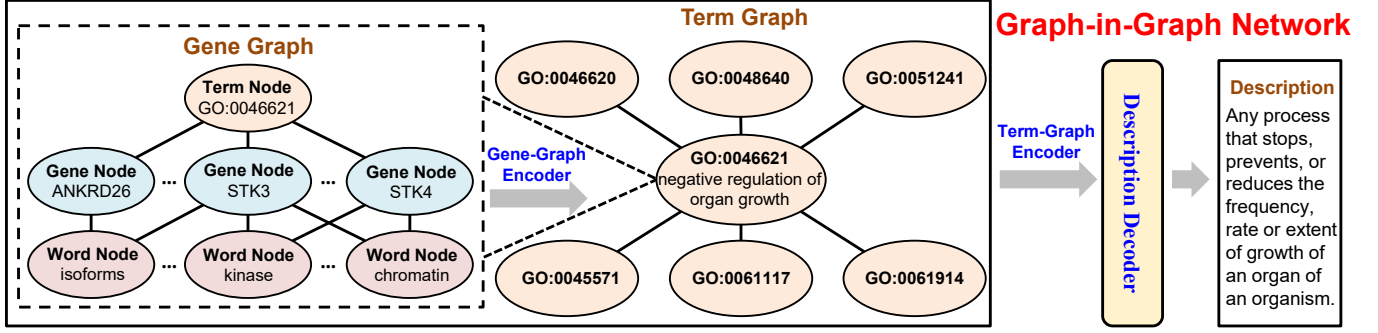 Graph-in-Graph Network
Gene Graph
Term Node
GO:0046621
Gene Node
ANKRD26
...
Gene Node
STK3
...
Gene Node
STK4
Word Node
isoforms
...
Word Node
kinase
...
Word Node
chromatin
Gene-Graph
Encoder
Term Graph
GO:0046620
GO:0048640
GO:0051241
GO:0046621
negative regulation of
organ growth
GO:0045571
GO:0061117
GO:0061914
Term-Graph
Encoder
Description Decoder
Description
Any process
that stops,
prevents, or
reduces the
frequency,
rate or extent
of growth of
an organ of
an organism.